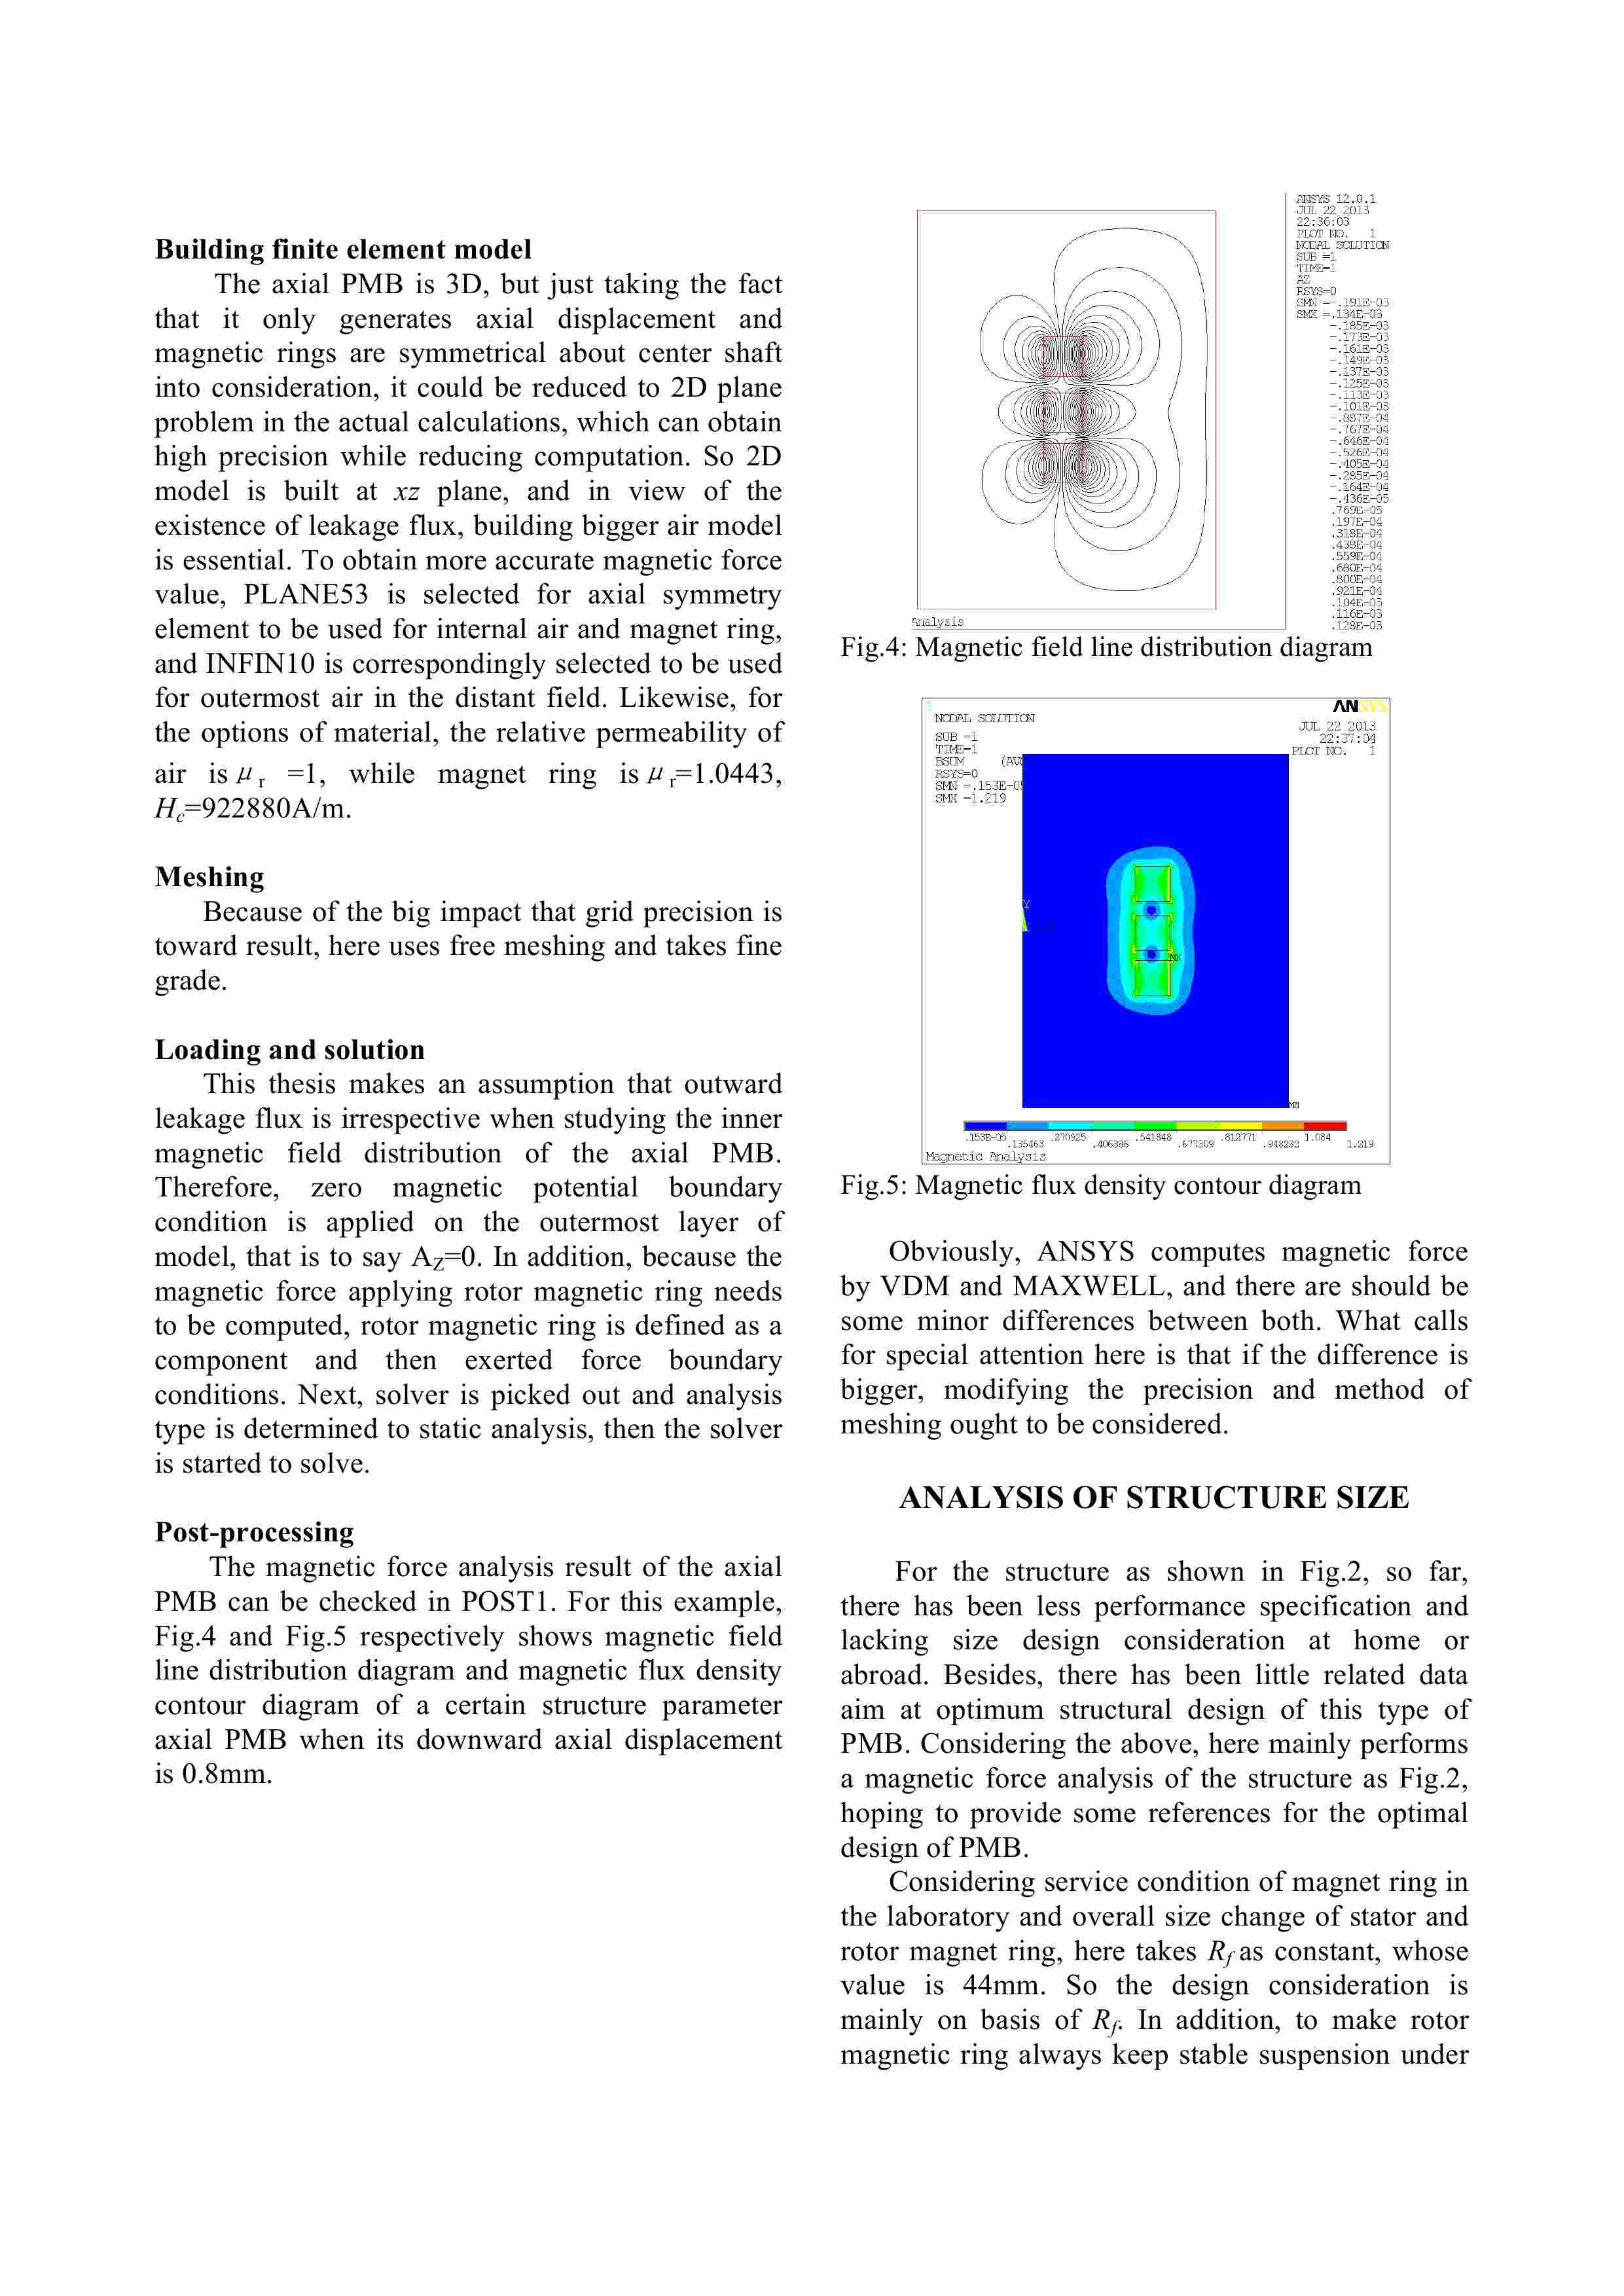 Building finite element model
The axial PMB is 3D, but just taking the fact
that it only generates axial displacement and
magnetic rings are symmetrical about center shaft
into consideration, it could be reduced to 2D plane
problem in the actual calculations, which can obtain
high precision while reducing computation. So 2D
model is built at xz plane, and in view of the
existence of leakage flux, building bigger air model
is essential. To obtain more accurate magnetic force
value, PLANE53 is selected for axial symmetry
element to be used for internal air and magnet ring,
and INFIN10 is correspondingly selected to be used
for outermost air in the distant field. Likewise, for
the options of material, the relative permeability of
air is μr =1, while magnet ring is μr=1.0443,
Hc=922880A/m.
Meshing
Because of the big impact that grid precision is
toward result, here uses free meshing and takes fine
grade.
Loading and solution
This thesis makes an assumption that outward
leakage flux is irrespective when studying the inner
magnetic field distribution of the axial PMB.
Therefore, zero magnetic potential boundary
condition is applied on the outermost layer of
model, that is to say AZ=0. In addition, because the
magnetic force applying rotor magnetic ring needs
to be computed, rotor magnetic ring is defined as a
component and then exerted force boundary
conditions. Next, solver is picked out and analysis
type is determined to static analysis, then the solver
is started to solve.
Post-processing
The magnetic force analysis result of the axial
PMB can be checked in POST1. For this example,
Fig.4 and Fig.5 respectively shows magnetic field
line distribution diagram and magnetic flux density
contour diagram of a certain structure parameter
axial PMB when its downward axial displacement
is 0.8mm.
ANSYS 12.0.1
JUL 22 2013
22:36:03
PLOT NO. 1
NODAL SOLUTION
SUB =1
TIME=1
AZ
RSYS=0
SMN =-.191E-03
SMX =.134E-03
-.185E-03
-.173E-03
-.161E-03
-.149E-03
-.137E-03
-.125E-03
-.113E-03
-.101E-03
-.887E-04
-.767E-04
-.646E-04
-.526E-04
-.405E-04
-.285E-04
-.164E-04
-.436E-05
.769E-05
.197E-04
.318E-04
.438E-04
.559E-04
.680E-04
.800E-04
.921E-04
.104E-03
.116E-03
.128E-03
Analysis
Fig.4: Magnetic field line distribution diagram
1
ANSYS
NODAL SOLUTION
JUL 22 2013
22:37:04
PLOT NO. 1
SUB =1
TIME=1
BSUM (AV
RSYS=0
SMN =.153E-0
SMX =1.219
Y
MX
MN
.153E-05 .135463 .270925 .406386 .541848 .677309 .812771 .948232 1.084 1.219
Magnetic Analysis
Fig.5: Magnetic flux density contour diagram
Obviously, ANSYS computes magnetic force
by VDM and MAXWELL, and there are should be
some minor differences between both. What calls
for special attention here is that if the difference is
bigger, modifying the precision and method of
meshing ought to be considered.
ANALYSIS OF STRUCTURE SIZE
For the structure as shown in Fig.2, so far,
there has been less performance specification and
lacking size design consideration at home or
abroad. Besides, there has been little related data
aim at optimum structural design of this type of
PMB. Considering the above, here mainly performs
a magnetic force analysis of the structure as Fig.2,
hoping to provide some references for the optimal
design of PMB.
Considering service condition of magnet ring in
the laboratory and overall size change of stator and
rotor magnet ring, here takes Rf as constant, whose
value is 44mm. So the design consideration is
mainly on basis of Rf. In addition, to make rotor
magnetic ring always keep stable suspension under